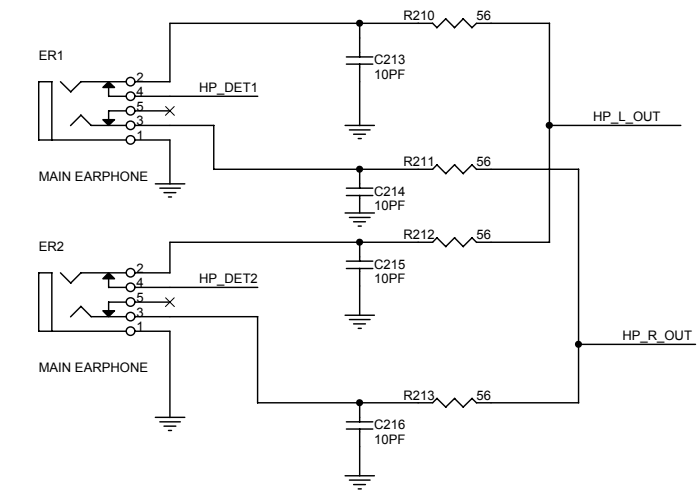 R210 56
ER1
C213
10PF
2
4
HP_DET1
5
3
1
HP_L_OUT
MAIN EARPHONE
R211 56
C214
10PF
R212 56
ER2
C215
10PF
2
4
HP_DET2
5
3
1
HP_R_OUT
MAIN EARPHONE
R213 56
C216
10PF